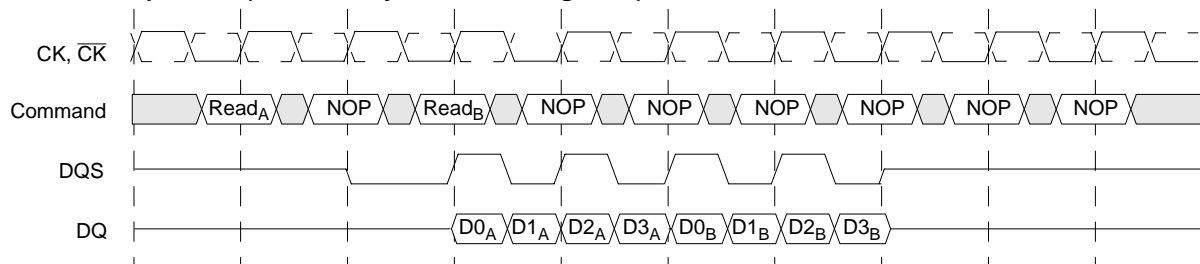 CK, CK
Command Read_A NOP Read_B NOP NOP NOP NOP NOP NOP
DQS
DQ D0_A D1_A D2_A D3_A D0_B D1_B D2_B D3_B